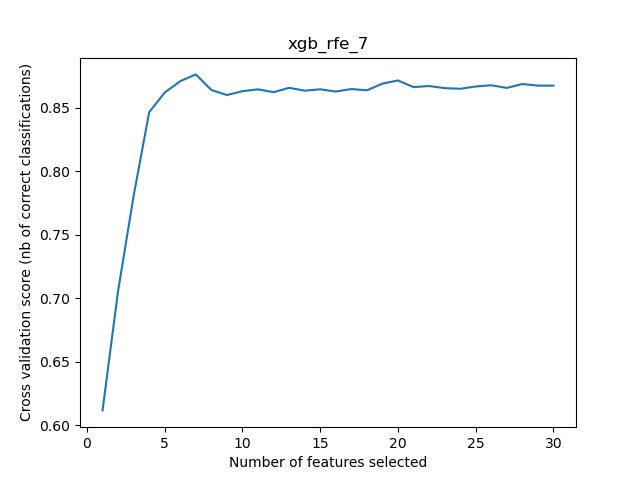 xgb_rfe_7
Cross validation score (nb of correct classifications)
0.85
0.80
0.75
0.70
0.65
0.60
0 5 10 15 20 25 30
Number of features selected